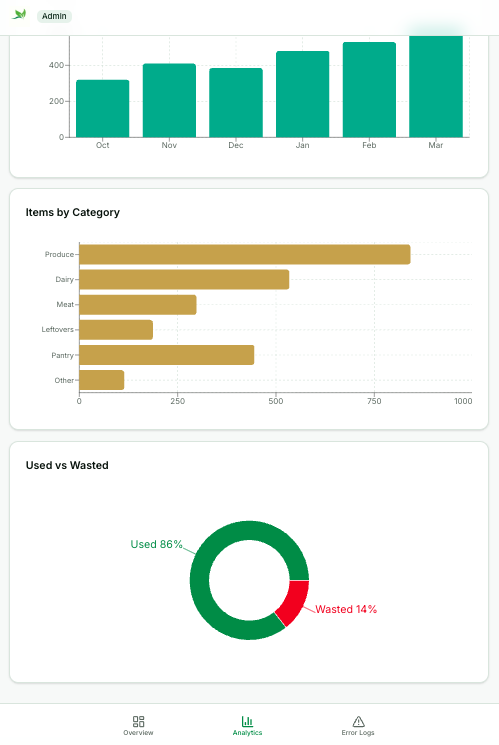 Admin
400
200
0
Oct Nov Dec Jan Feb Mar
Items by Category
Produce
Dairy
Meat
Leftovers
Pantry
Other
0 250 500 750 1000
Used vs Wasted
Used 86%
Wasted 14%
Overview Analytics Error Logs